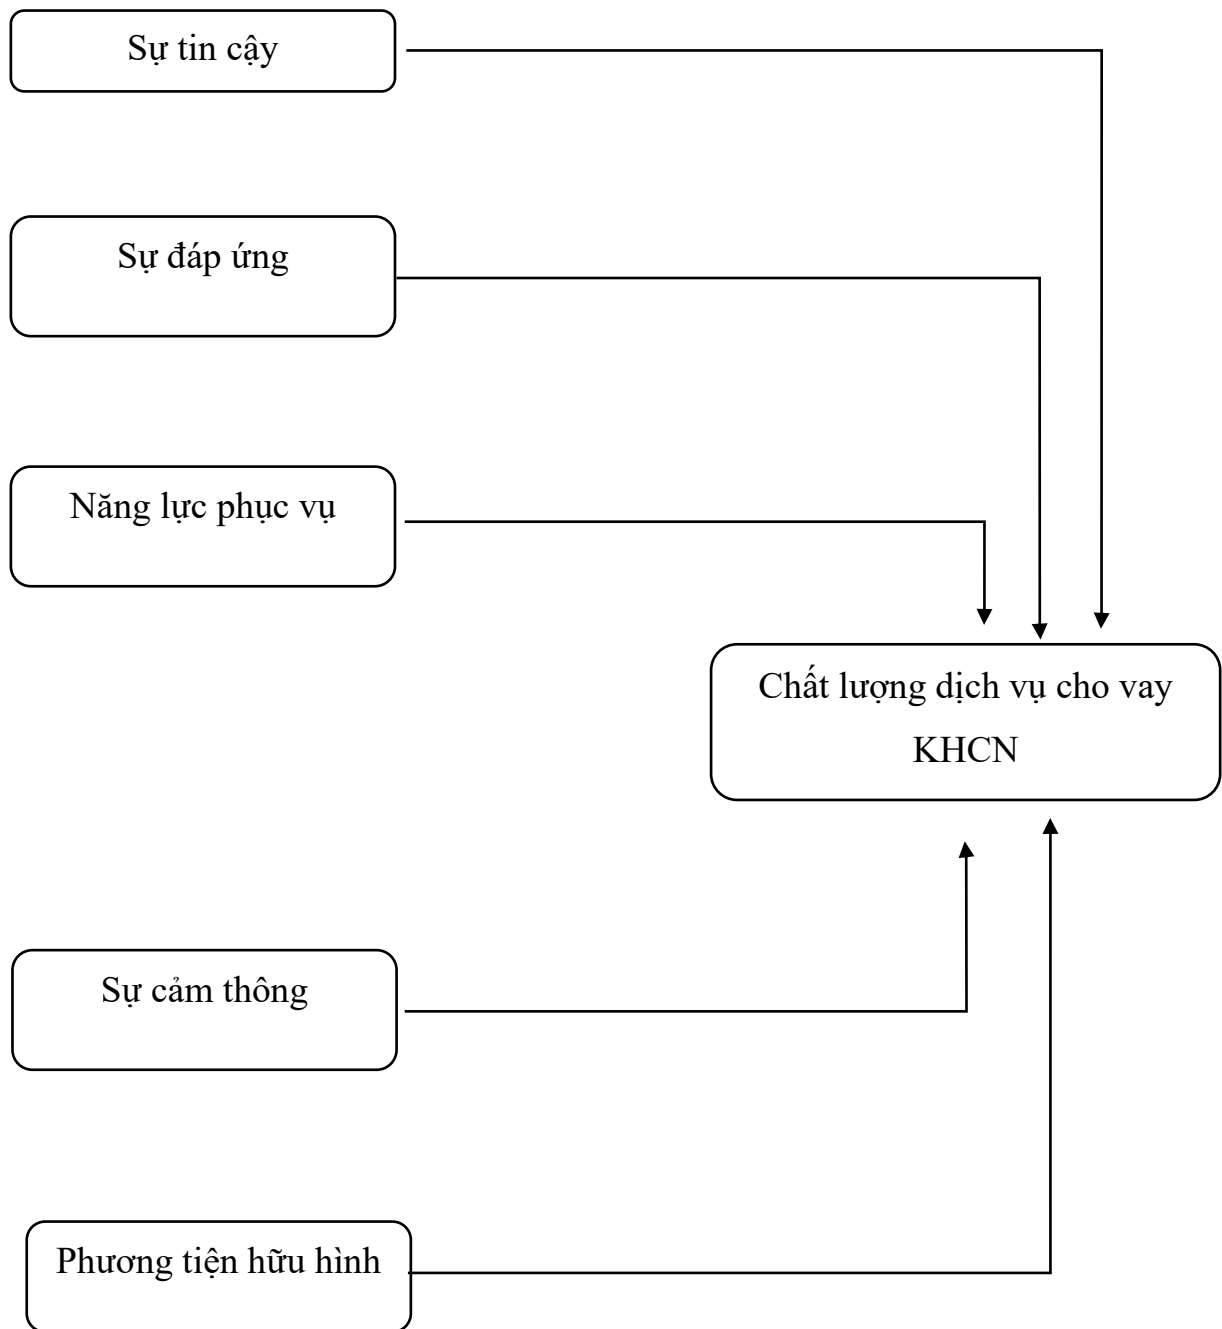 Sự tin cậy
Sự đáp ứng
Năng lực phục vụ
Chất lượng dịch vụ cho vay
KHCN
Sự cảm thông
Phương tiện hữu hình